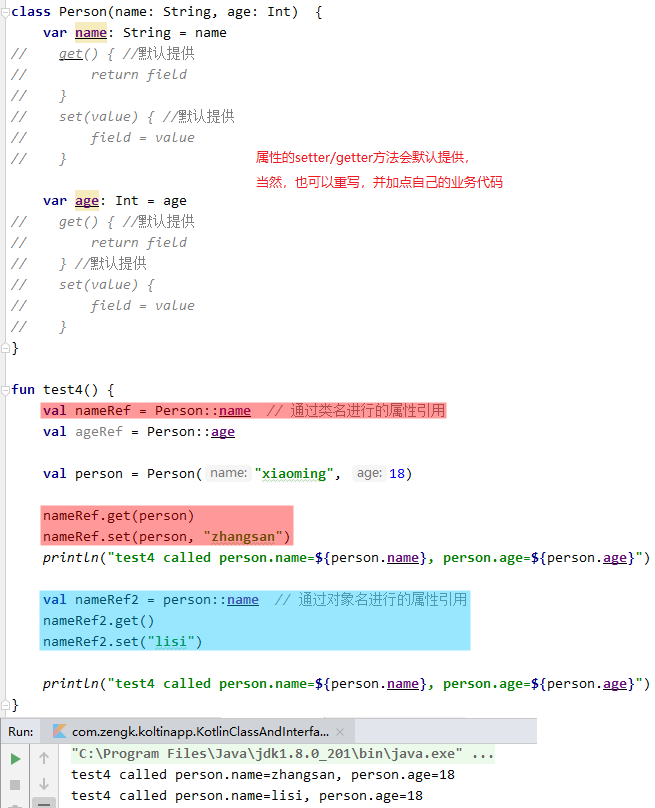 class Person(name: String, age: Int)  {
    var name: String = name
//    get() { //默认提供
//        return field
//    }
//    set(value) { //默认提供
//        field = value
//    }
属性的setter/getter方法会默认提供，
当然，也可以重写，并加点自己的业务代码
    var age: Int = age
//    get() { //默认提供
//        return field
//    } //默认提供
//    set(value) {
//        field = value
//    }
}
fun test4() {
    val nameRef = Person::name  // 通过类名进行的属性引用
    val ageRef = Person::age
    val person = Person( name: "xiaoming",  age: 18)
    nameRef.get(person)
    nameRef.set(person, "zhangsan")
    println("test4 called person.name=${person.name}, person.age=${person.age}")
    val nameRef2 = person::name  // 通过对象名进行的属性引用
    nameRef2.get()
    nameRef2.set("lisi")
    println("test4 called person.name=${person.name}, person.age=${person.age}")
}
Run: com.zengk.koltinapp.KotlinClassAndInterfa...
"C:\Program Files\Java\jdk1.8.0_201\bin\java.exe" ...
test4 called person.name=zhangsan, person.age=18
test4 called person.name=lisi, person.age=18